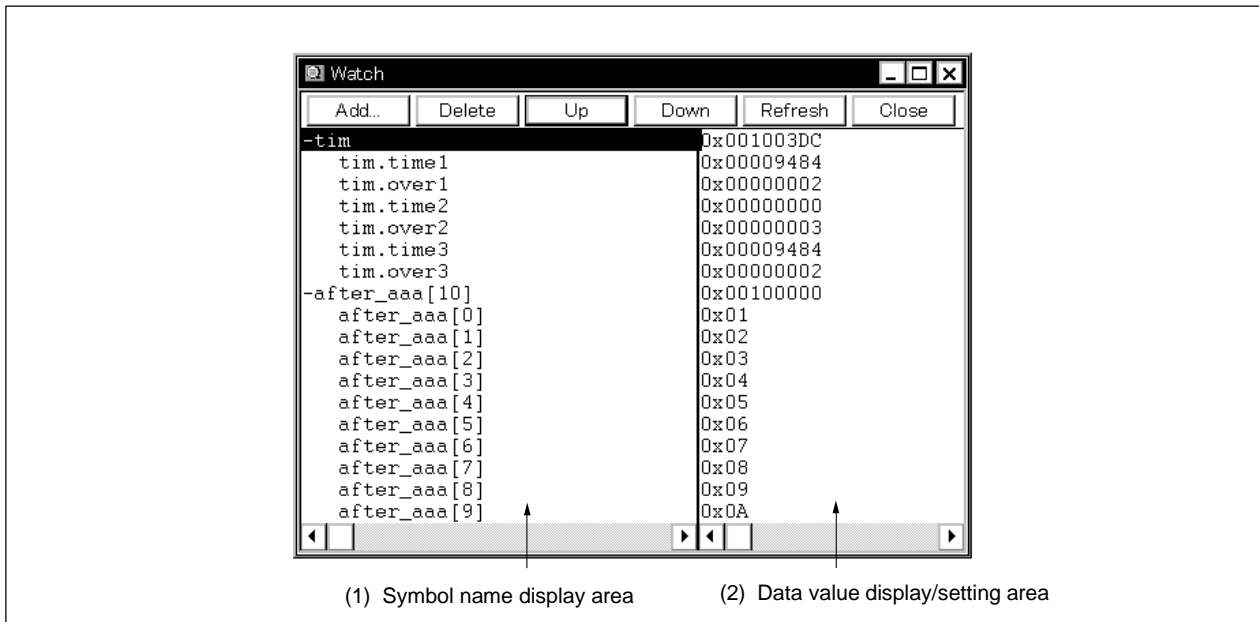 Watch
Add... Delete Up Down Refresh Close
-tim 0x001003DC
tim.time1 0x00009484
tim.over1 0x00000002
tim.time2 0x00000000
tim.over2 0x00000003
tim.time3 0x00009484
tim.over3 0x00000002
-after_aaa[10] 0x00100000
after_aaa[0] 0x01
after_aaa[1] 0x02
after_aaa[2] 0x03
after_aaa[3] 0x04
after_aaa[4] 0x05
after_aaa[5] 0x06
after_aaa[6] 0x07
after_aaa[7] 0x08
after_aaa[8] 0x09
after_aaa[9] 0x0A
(1) Symbol name display area (2) Data value display/setting area